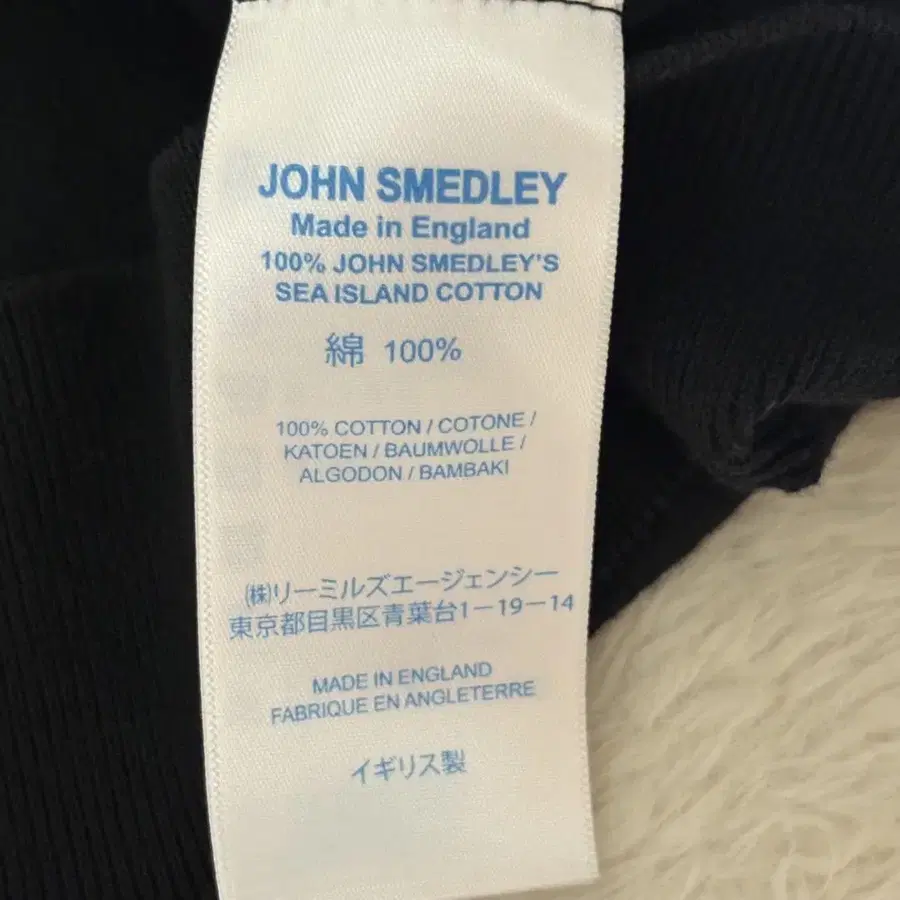 JOHN SMEDLEY
Made in England
100% JOHN SMEDLEY'S
SEA ISLAND COTTON
綿 100%
100% COTTON / COTONE /
KATOEN / BAUMWOLLE /
ALGODON / BAMBAKI
㈱リーミルズエージェンシー
東京都目黒区青葉台1−19−14
MADE IN ENGLAND
FABRIQUE EN ANGLETERRE
イギリス製